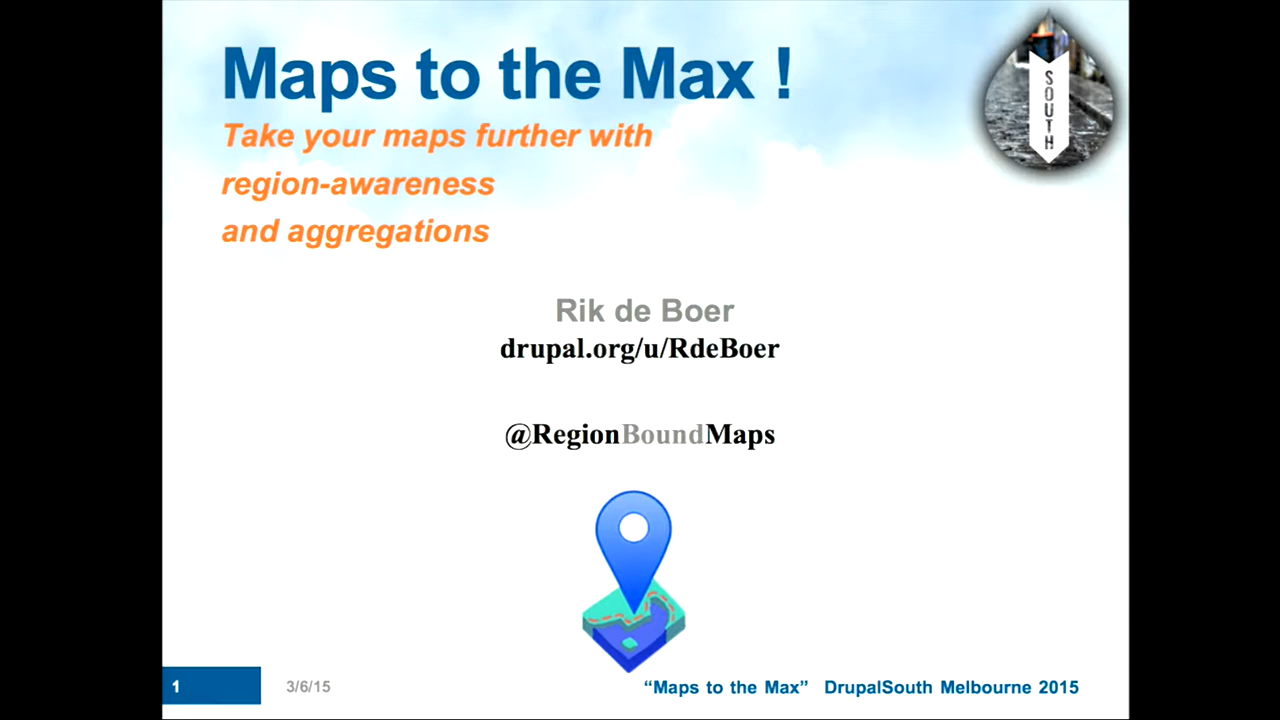 Maps to the Max !
Take your maps further with
region-awareness
and aggregations
SOUTH
Rik de Boer
drupal.org/u/RdeBoer
@RegionBoundMaps
1
3/6/15
“Maps to the Max” DrupalSouth Melbourne 2015